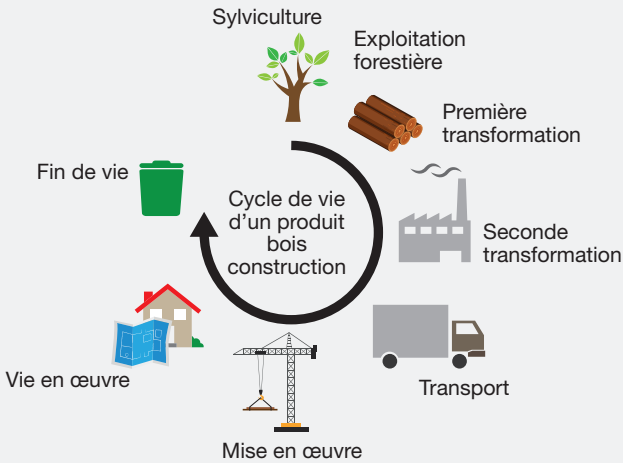 Sylviculture
Exploitation
forestière
Première
transformation
Seconde
transformation
Transport
Mise en œuvre
Vie en œuvre
Fin de vie
Cycle de vie
d'un produit
bois
construction